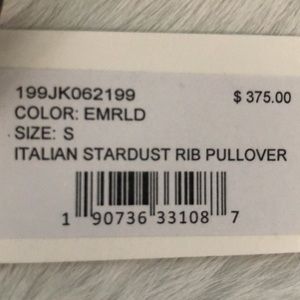 199JK062199 $ 375.00
COLOR: EMRLD
SIZE: S
ITALIAN STARDUST RIB PULLOVER
1 90736 33108 7